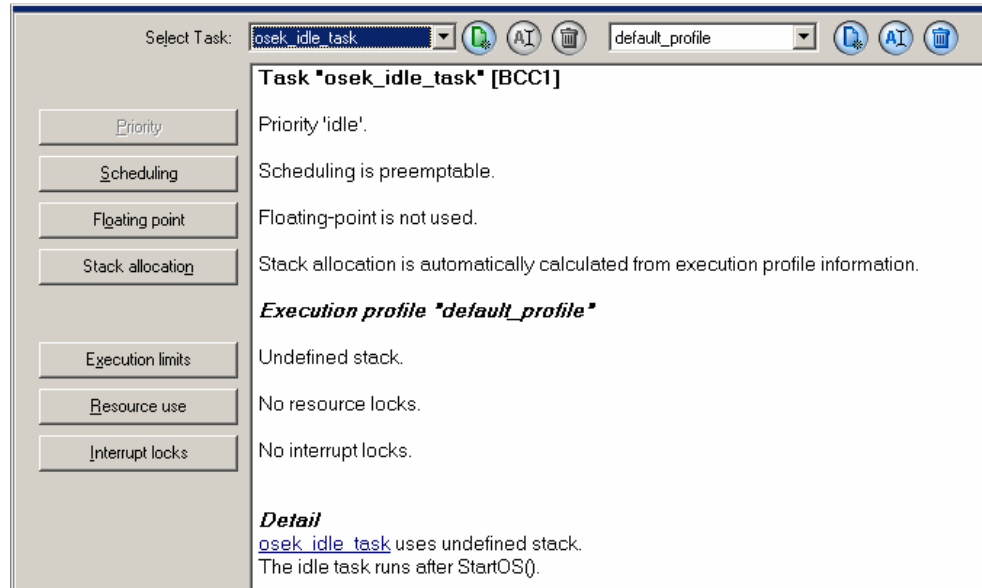 Select Task: osek_idle_task AI default_profile AI
Task "osek_idle_task" [BCC1]
Priority Priority 'idle'.
Scheduling Scheduling is preemptable.
Floating point Floating-point is not used.
Stack allocation Stack allocation is automatically calculated from execution profile information.
Execution profile "default_profile"
Execution limits Undefined stack.
Resource use No resource locks.
Interrupt locks No interrupt locks.
Detail
osek_idle_task uses undefined stack.
The idle task runs after StartOS().